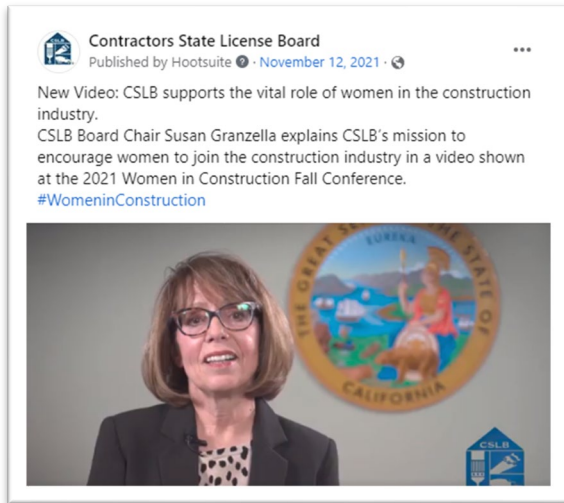 Contractors State License Board
Published by Hootsuite · November 12, 2021 ·
New Video: CSLB supports the vital role of women in the construction
industry.
CSLB Board Chair Susan Granzella explains CSLB's mission to
encourage women to join the construction industry in a video shown
at the 2021 Women in Construction Fall Conference.
#WomeninConstruction
THE GREAT SEAL OF THE STATE OF
EUREKA
CALIFORNIA
CSLB